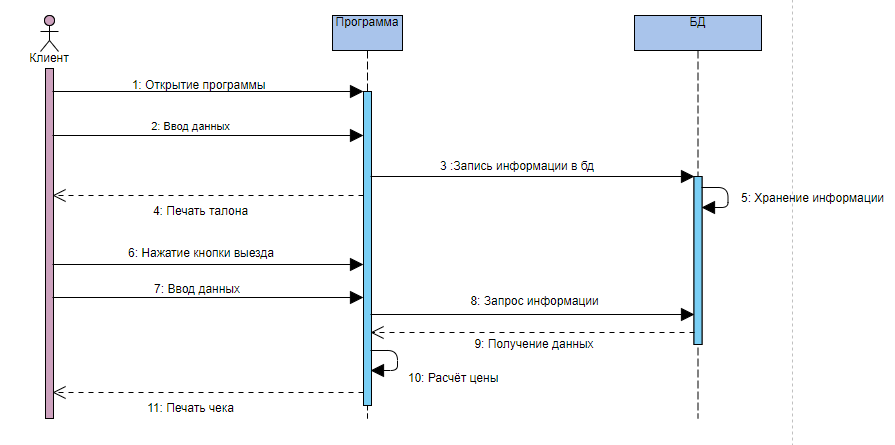 Программа
БД
Клиент
1: Открытие программы
2: Ввод данных
3 :Запись информации в бд
5: Хранение информации
4: Печать талона
6: Нажатие кнопки выезда
7: Ввод данных
8: Запрос информации
9: Получение данных
10: Расчёт цены
11: Печать чека